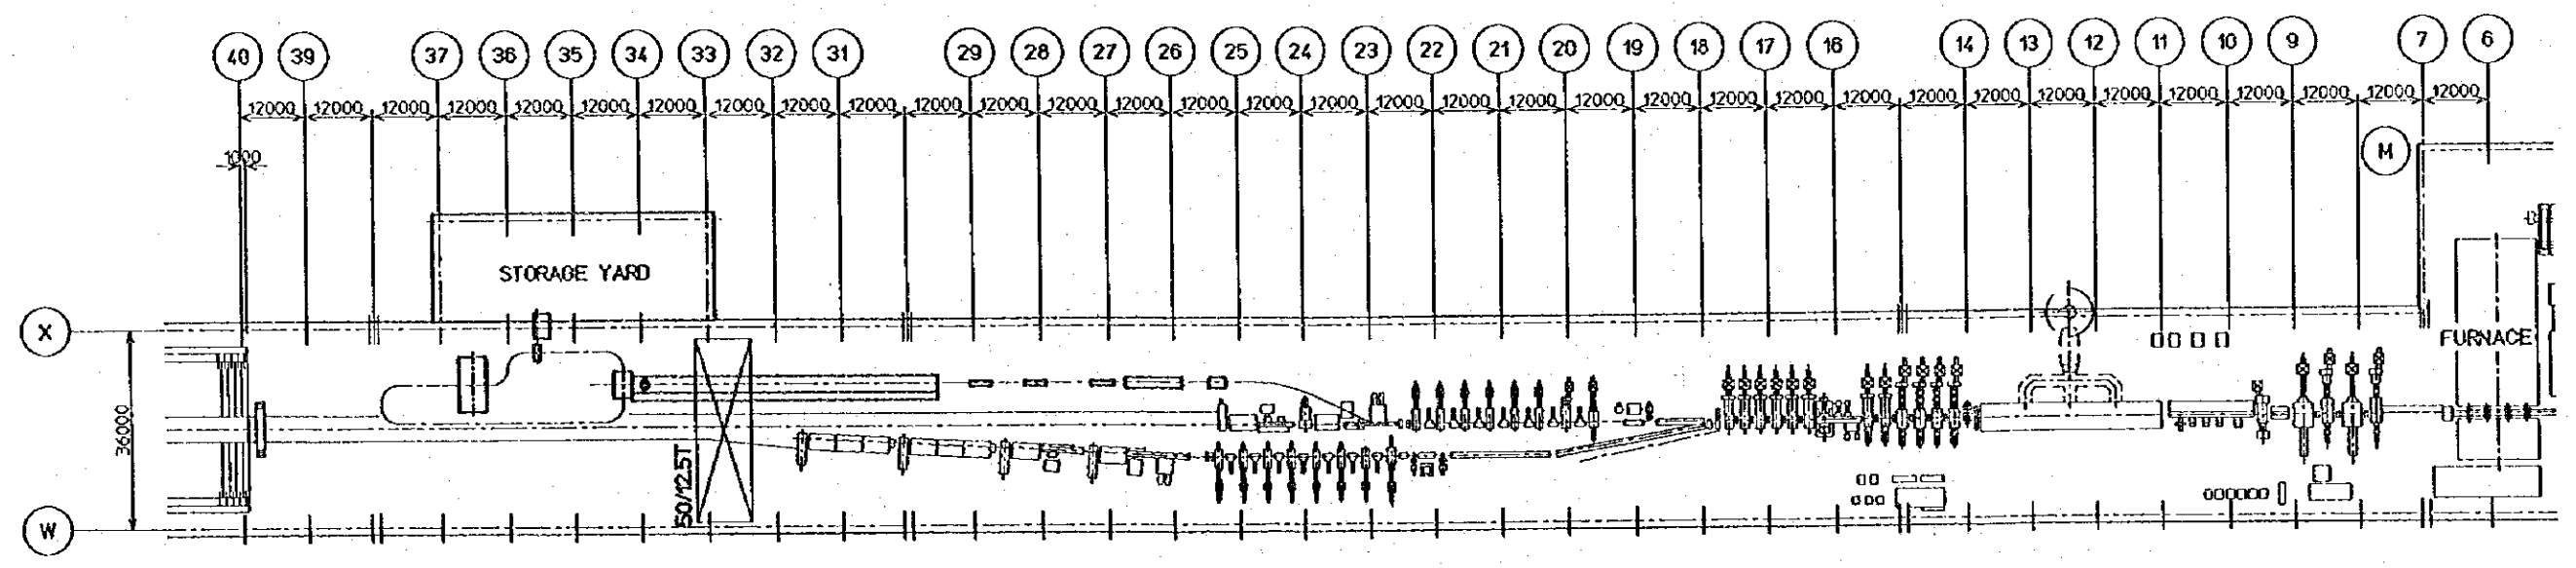 40 39 37 36 35 34 33 32 31 29 28 27 26 25 24 23 22 21 20 19 18 17 16 14 13 12 11 10 9 7 6
12000 12000 12000 12000 12000 12000 12000 12000 12000 12000 12000 12000 12000 12000 12000 12000 12000 12000 12000 12000 12000 12000 12000 12000 12000 12000 12000 12000 12000 12000 12000 12000 12000 12000
1000
M
STORAGE YARD
X
FURNACE
36000
50/12.5T
W